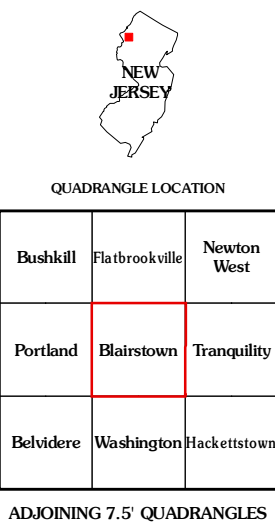 NEW
JERSEY
QUADRANGLE LOCATION
Bushkill
Flatbrookville
Newton
West
Portland
Blairstown
Tranquility
Belvidere
Washington
Hackettstown
ADJOINING 7.5' QUADRANGLES